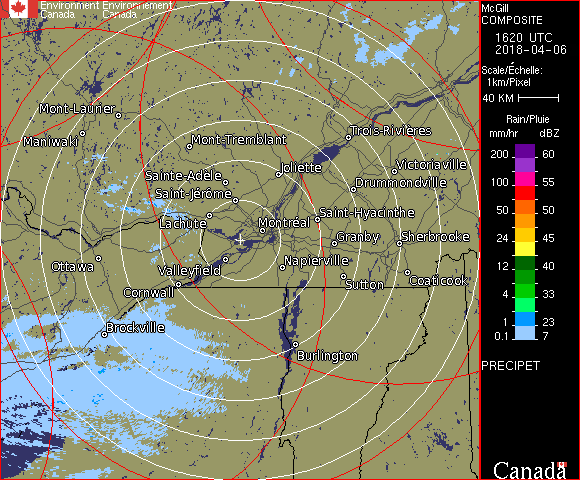 Environment Environnement
Canada Canada
McGill
COMPOSITE
1620 UTC
2018-04-06
Scale/Échelle:
1km/Pixel
40 KM
Rain/Pluie
mm/hr dBZ
200 60
55
100 55
50 50
24 45
12 40
8 35
4 33
1 23
0.1 7
PRECIPET
Canada
Mont-Laurier
Maniwaki
Mont-Tremblant
Trois-Rivières
Joliette
Victoriaville
Sainte-Adèle
Drummondville
Saint-Jérôme
Lachute
Saint-Hyacinthe
Montréal
Granby
Sherbrooke
Ottawa
Valleyfield
Napierville
Cornwall
Sutton
Coaticook
Brockville
Burlington